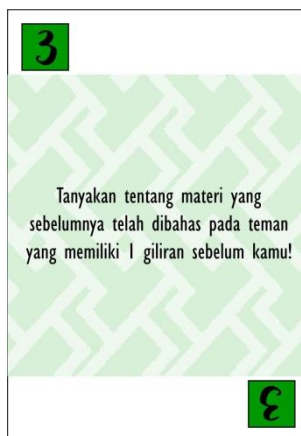 3
Tanyakan tentang materi yang
sebelumnya telah dibahas pada teman
yang memiliki 1 giliran sebelum kamu!
3